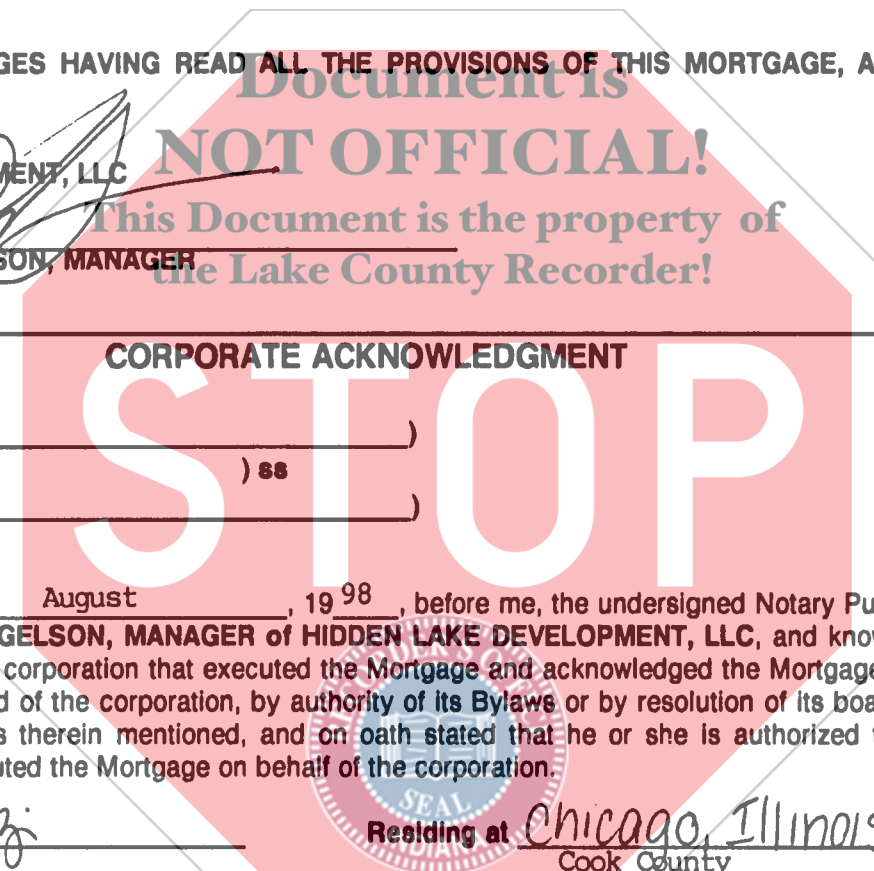 GES HAVING READ ALL THE PROVISIONS OF THIS MORTGAGE, A
Document is
NOT OFFICIAL!
MENT, LLC
This Document is the property of
SON, MANAGER
the Lake County Recorder!
CORPORATE ACKNOWLEDGMENT
)
) ss
)
STOP
August , 19 98 , before me, the undersigned Notary Pu
GELSON, MANAGER of HIDDEN LAKE DEVELOPMENT, LLC, and know
corporation that executed the Mortgage and acknowledged the Mortgage
d of the corporation, by authority of its Bylaws or by resolution of its boa
s therein mentioned, and on oath stated that he or she is authorized t
uted the Mortgage on behalf of the corporation.
SEAL
INDIANA
Residing at Chicago, Illinois
Cook County